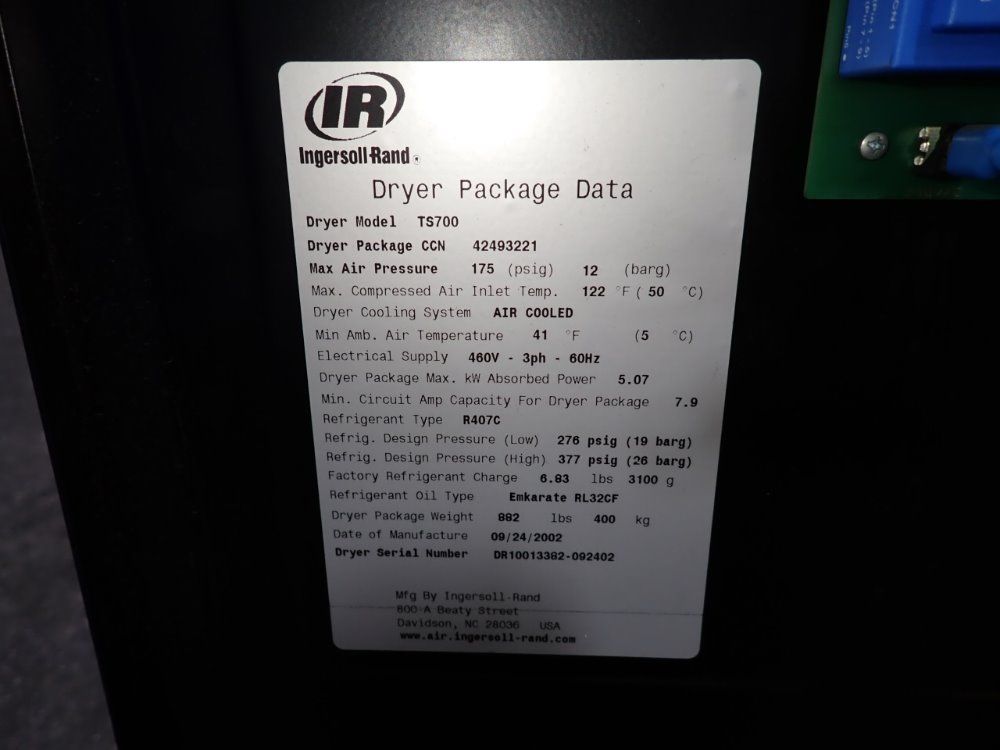 IR
Ingersoll-Rand®
Dryer Package Data
Dryer Model TS700
Dryer Package CCN 42493221
Max Air Pressure 175 (psig) 12 (barg)
Max. Compressed Air Inlet Temp. 122 °F ( 50 °C)
Dryer Cooling System AIR COOLED
Min Amb. Air Temperature 41 °F (5 °C)
Electrical Supply 460V - 3ph - 60Hz
Dryer Package Max. kW Absorbed Power 5.07
Min. Circuit Amp Capacity For Dryer Package 7.9
Refrigerant Type R407C
Refrig. Design Pressure (Low) 276 psig (19 barg)
Refrig. Design Pressure (High) 377 psig (26 barg)
Factory Refrigerant Charge 6.83 lbs 3100 g
Refrigerant Oil Type Emkarate RL32CF
Dryer Package Weight 882 lbs 400 kg
Date of Manufacture 09/24/2002
Dryer Serial Number DR10013382-092402
Mfg By Ingersoll-Rand
800-A Beaty Street
Davidson, NC 28036 USA
www.air.ingersoll-rand.com
CN1